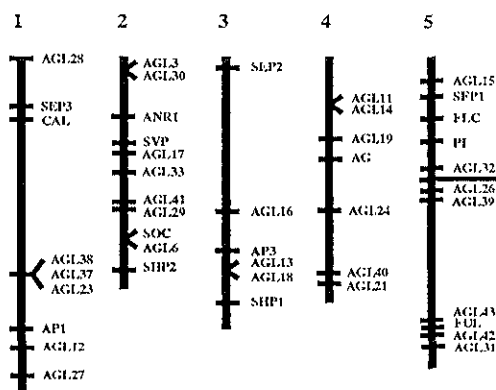 1
2
3
4
5
AGL28
SEP3
CAL
AGL38
AGL37
AGL23
AP1
AGL12
AGL27
AGL3
AGL30
ANR1
SVP
AGL17
AGL33
AGL41
AGL29
SOC
AGL6
SHP2
SEP2
AGL16
AP3
AGL13
AGL18
SHP1
AGL11
AGL14
AGL19
AG
AGL24
AGL40
AGL21
AGL15
SEP1
FLC
PI
AGL32
AGL26
AGL39
AGL43
FUL
AGL42
AGL31